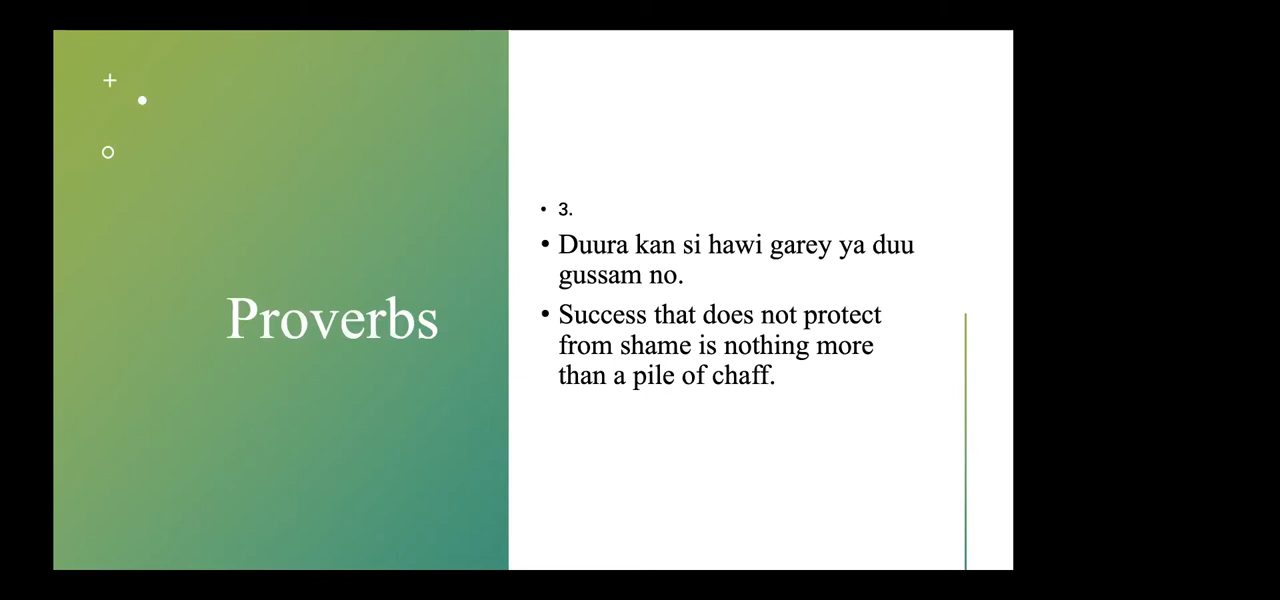 Proverbs
• 3.
• Duura kan si hawi garey ya duu
gussam no.
• Success that does not protect
from shame is nothing more
than a pile of chaff.